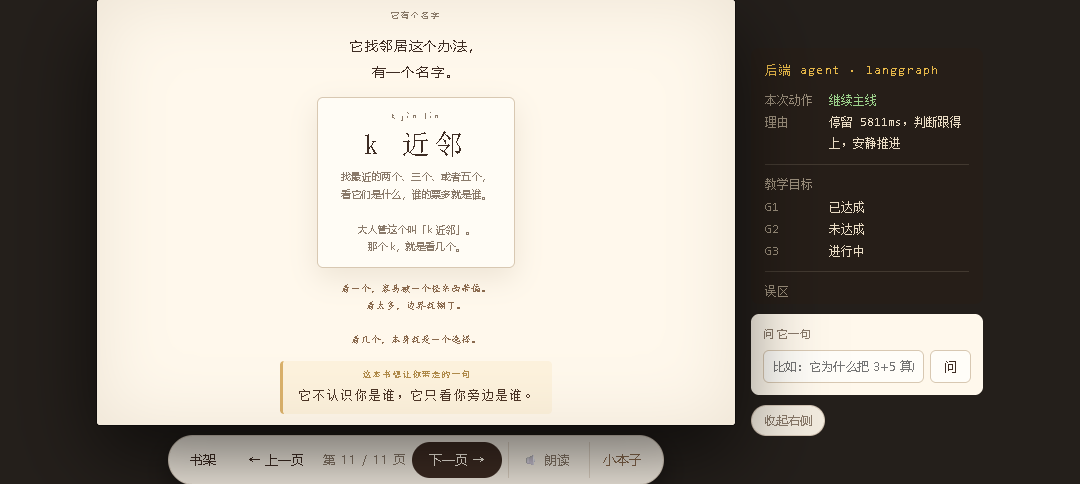 它有个名字
它找邻居这个办法，
有一个名字。
k jìn lín
k 近邻
找最近的两个、三个、或者五个，
看它们是什么，谁的票多就是谁。
大人管这个叫「k 近邻」。
那个 k，就是看几个。
看一个，容易被一个怪东西带偏。
看太多，边界就糊了。
看几个，本身就是一个选择。
这本书想让你带走的一句
它不认识你是谁，它只看你旁边是谁。
书架
← 上一页
第 11 / 11 页
下一页 →
朗读
小本子
后端 agent · langgraph
本次动作 继续主线
理由 停留 5811ms，判断跟得
上，安静推进
教学目标
G1 已达成
G2 未达成
G3 进行中
误区
问它一句
比如：它为什么把 3+5 算
问
收起右侧